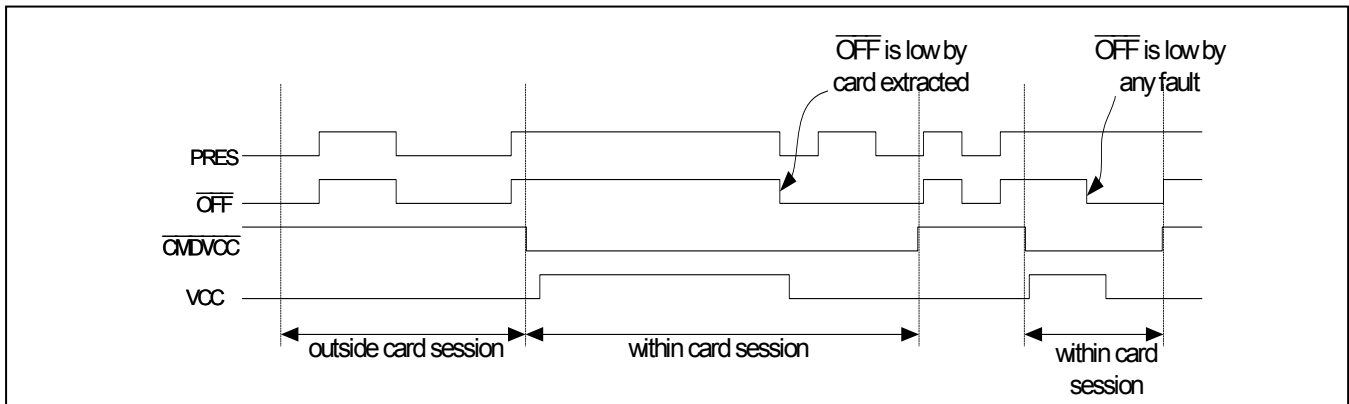 OFF is low by
card extracted
OFF is low by
any fault
PRES
OFF
CMDVCC
VCC
outside card session
within card session
within card
session